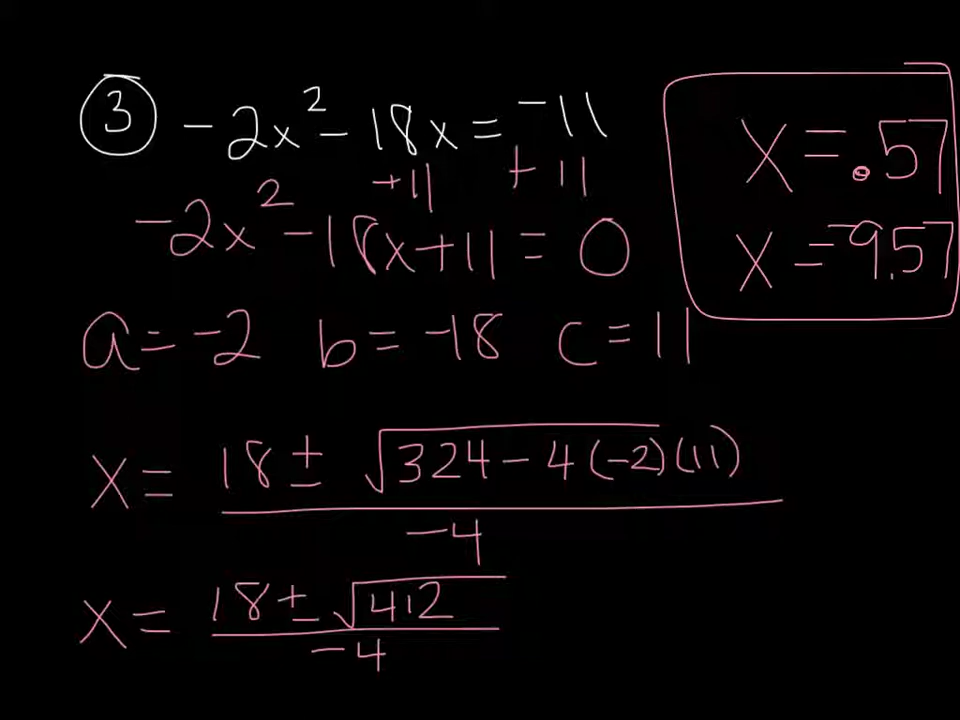 ③ -2x² - 18x = -11
+11 +11
-2x² - 18x + 11 = 0
a = -2 b = -18 c = 11
x = (18 ± √(324 - 4(-2)(11))) / -4
x = (18 ± √412) / -4
x = .57
x = -9.57